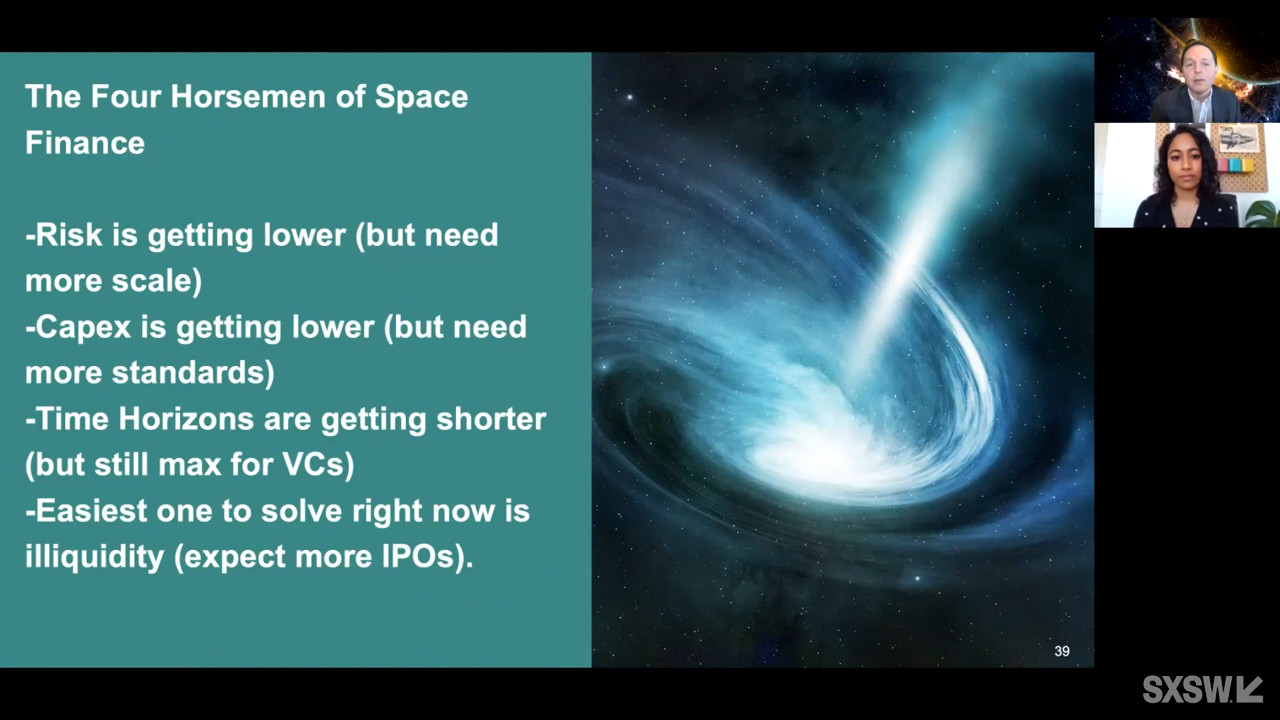 The Four Horsemen of Space
Finance
-Risk is getting lower (but need
more scale)
-Capex is getting lower (but need
more standards)
-Time Horizons are getting shorter
(but still max for VCs)
-Easiest one to solve right now is
illiquidity (expect more IPOs).
39
SXSW.